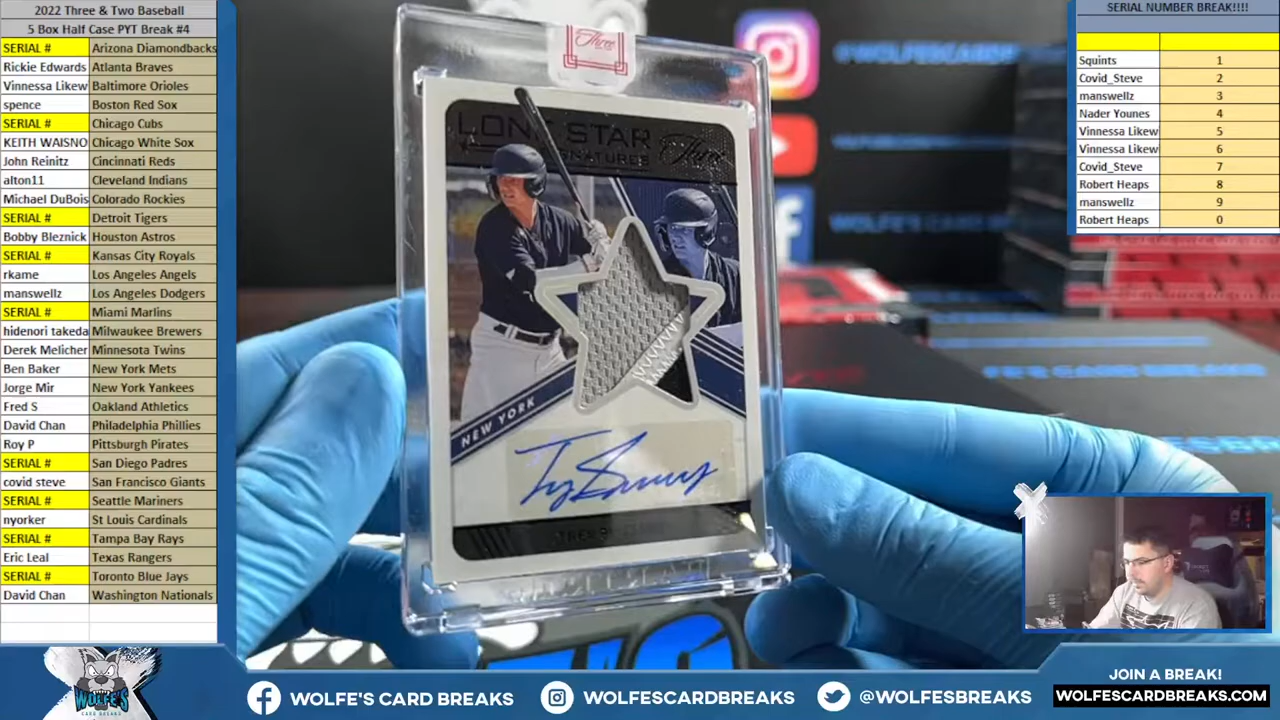 2022 Three & Two Baseball
5 Box Half Case PYT Break #4
SERIAL # Arizona Diamondbacks
Rickie Edwards Atlanta Braves
Vinnessa Likew Baltimore Orioles
spence Boston Red Sox
SERIAL # Chicago Cubs
KEITH WAISNO Chicago White Sox
John Reinitz Cincinnati Reds
alton11 Cleveland Indians
Michael DuBois Colorado Rockies
SERIAL # Detroit Tigers
Bobby Bleznick Houston Astros
SERIAL # Kansas City Royals
rkame Los Angeles Angels
manswellz Los Angeles Dodgers
SERIAL # Miami Marlins
hidenori takeda Milwaukee Brewers
Derek Melicher Minnesota Twins
Ben Baker New York Mets
Jorge Mir New York Yankees
Fred S Oakland Athletics
David Chan Philadelphia Phillies
Roy P Pittsburgh Pirates
SERIAL # San Diego Padres
covid steve San Francisco Giants
SERIAL # Seattle Mariners
nyorker St Louis Cardinals
SERIAL # Tampa Bay Rays
Eric Leal Texas Rangers
SERIAL # Toronto Blue Jays
David Chan Washington Nationals
SERIAL NUMBER BREAK!!!!
Squints 1
Covid_Steve 2
manswellz 3
Nader Younes 4
Vinnessa Likew 5
Vinnessa Likew 6
Covid_Steve 7
Robert Heaps 8
manswellz 9
Robert Heaps 0
Three
LONE STAR
SIGNATURES
NEW YORK
WOLFE'S
CARD BREAKS
WOLFE'S CARD BREAKS
WOLFESCARDBREAKS
@WOLFESBREAKS
JOIN A BREAK!
WOLFESCARDBREAKS.COM